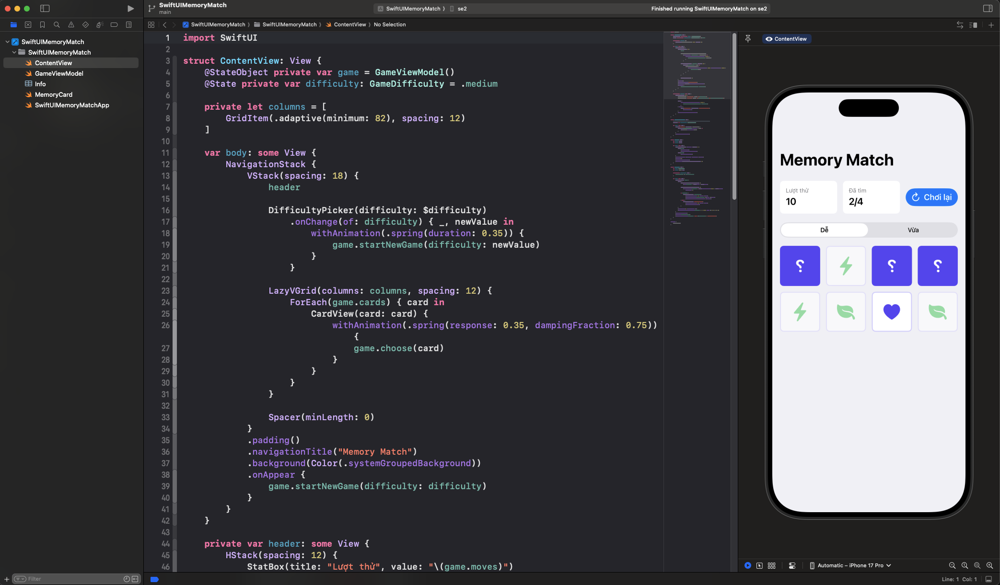 SwiftUIMemoryMatch
main
SwiftUIMemoryMatch
se2
Finished running SwiftUIMemoryMatch on se2
SwiftUIMemoryMatch
SwiftUIMemoryMatch
ContentView
No Selection
SwiftUIMemoryMatch
SwiftUIMemoryMatch
ContentView
GameViewModel
Info
MemoryCard
SwiftUIMemoryMatchApp
Filter
1 import SwiftUI
2
3 struct ContentView: View {
4 @StateObject private var game = GameViewModel()
5 @State private var difficulty: GameDifficulty = .medium
6
7 private let columns = [
8 GridItem(.adaptive(minimum: 82), spacing: 12)
9 ]
10
11 var body: some View {
12 NavigationStack {
13 VStack(spacing: 18) {
14 header
15
16 DifficultyPicker(difficulty: $difficulty)
17 .onChange(of: difficulty) { _, newValue in
18 withAnimation(.spring(duration: 0.35)) {
19 game.startNewGame(difficulty: newValue)
20 }
21 }
22
23 LazyVGrid(columns: columns, spacing: 12) {
24 ForEach(game.cards) { card in
25 CardView(card: card) {
26 withAnimation(.spring(response: 0.35, dampingFraction: 0.75))
{
27 game.choose(card)
28 }
29 }
30 }
31 }
32
33 Spacer(minLength: 0)
34 }
35 .padding()
36 .navigationTitle("Memory Match")
37 .background(Color(.systemGroupedBackground))
38 .onAppear {
39 game.startNewGame(difficulty: difficulty)
40 }
41 }
42 }
43
44 private var header: some View {
45 HStack(spacing: 12) {
46 StatBox(title: "Lượt thử", value: "\(game.moves)")
ContentView
Memory Match
Lượt thử
10
Đã tìm
2/4
Chơi lại
Dễ
Vừa
? ? ?
Automatic – iPhone 17 Pro
Line: 1 Col: 1